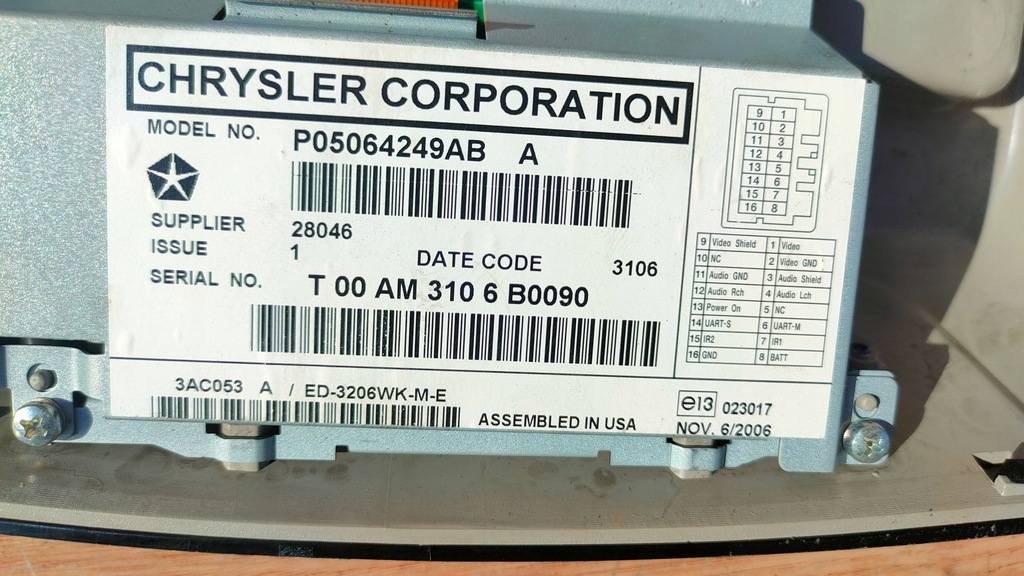 CHRYSLER CORPORATION
MODEL NO. P05064249AB A
SUPPLIER 28046
ISSUE 1 DATE CODE 3106
SERIAL NO. T 00 AM 310 6 B0090
3AC053 A / ED-3206WK-M-E
ASSEMBLED IN USA
9 1
10 2
11 3
12 4
13 5
14 6
15 7
16 8
9 Video Shield 1 Video
10 NC 2 Video GND
11 Audio GND 3 Audio Shield
12 Audio Rch 4 Audio Lch
13 Power On 5 NC
14 UART-S 6 UART-M
15 IR2 7 IR1
16 GND 8 BATT
e13 023017
NOV. 6/2006